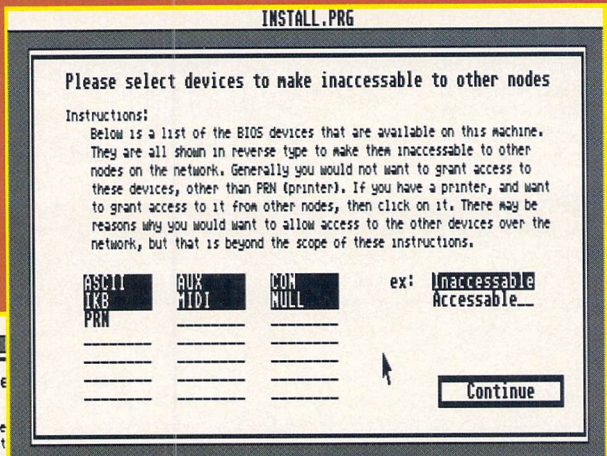 INSTALL.PRG
Please select devices to make inaccessable to other nodes
Instructions:
Below is a list of the BIOS devices that are available on this machine.
They are all shown in reverse type to make them inaccessable to other
nodes on the network. Generally you would not want to grant access to
these devices, other than PRN (printer). If you have a printer, and want
to grant access to it from other nodes, then click on it. There may be
reasons why you would want to allow access to the other devices over the
network, but that is beyond the scope of these instructions.
ASCII AUX CON ex: Inaccessable
IKB MIDI NULL Accessable__
PRN
Continue